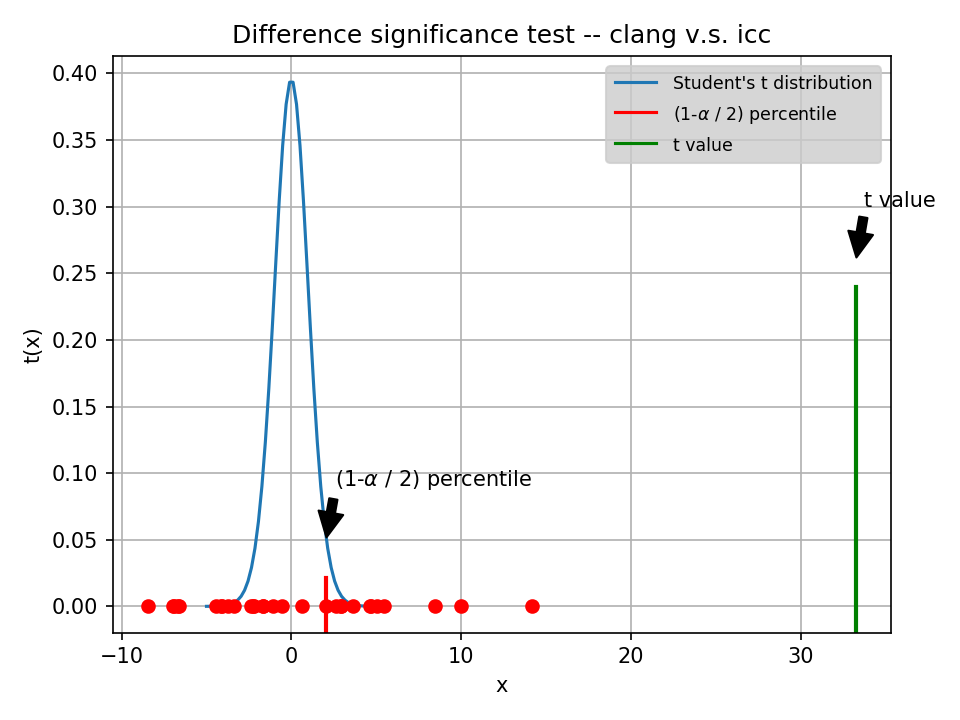 Difference significance test -- clang v.s. icc
0.40
0.35
0.30
0.25
0.20
0.15
0.10
0.05
0.00
t(x)
Student's t distribution
(1-α / 2) percentile
t value
t value
(1-α / 2) percentile
−10
0
10
20
30
x